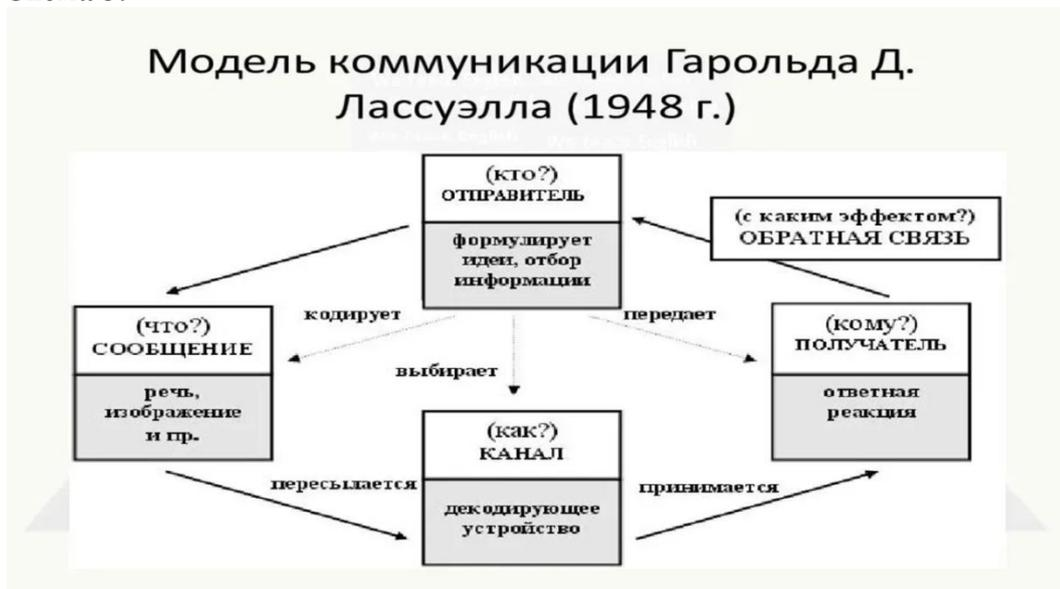 Модель коммуникации Гарольда Д.
Лассуэлла (1948 г.)
(кто?)
ОТПРАВИТЕЛЬ
формулирует
идеи, отбор
информации
(с каким эффектом?)
ОБРАТНАЯ СВЯЗЬ
кодирует
передает
(что?)
СООБЩЕНИЕ
речь,
изображение
и пр.
выбирает
(кому?)
ПОЛУЧАТЕЛЬ
ответная
реакция
(как?)
КАНАЛ
декодирующее
устройство
пересылается
принимается